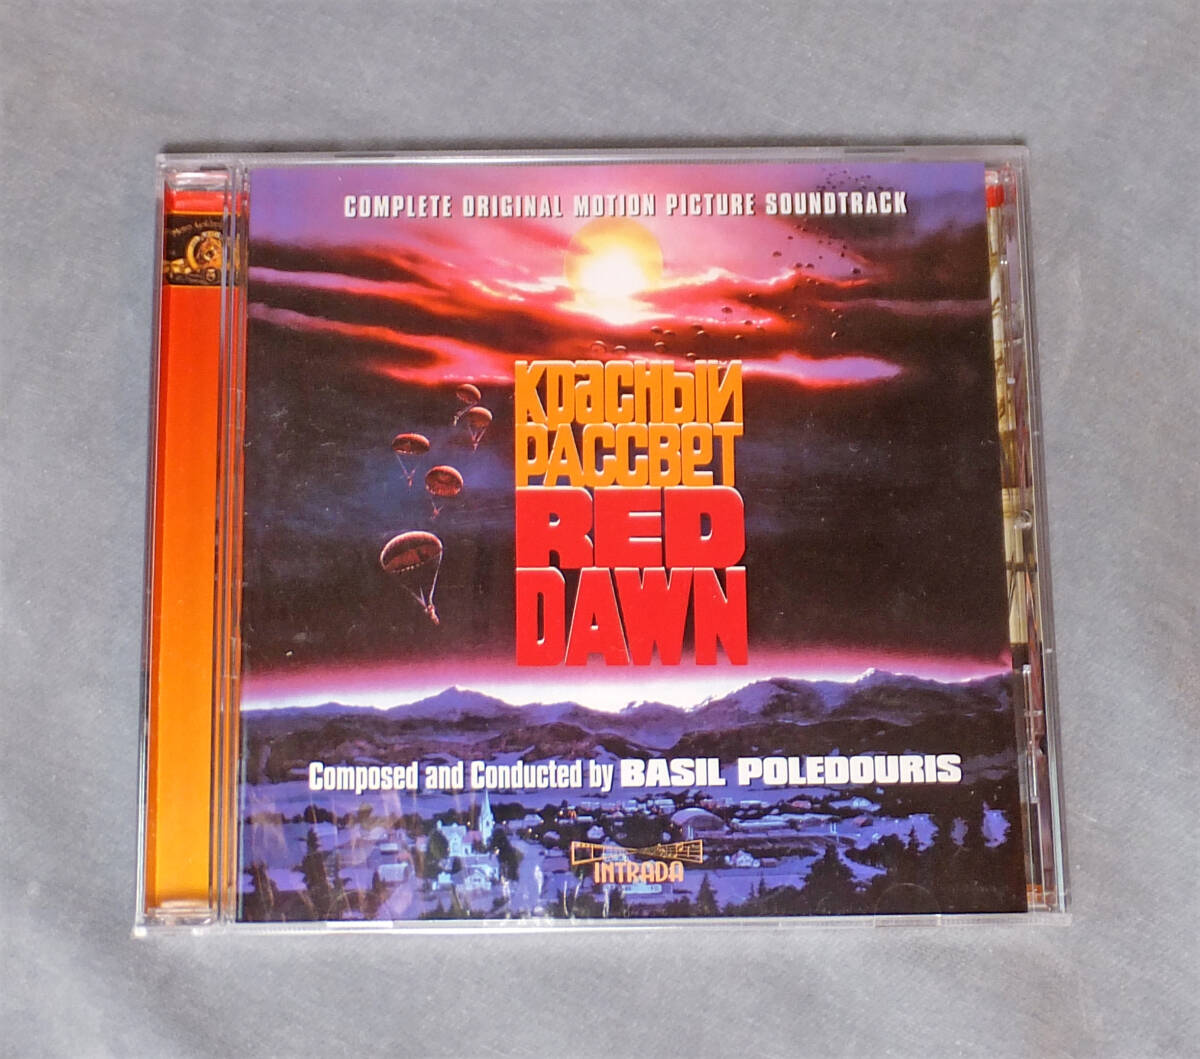 COMPLETE ORIGINAL MOTION PICTURE SOUNDTRACK
КРАСНЫЙ
РАССВЕТ
RED
DAWN
Composed and Conducted by BASIL POLEDOURIS
INTRADA